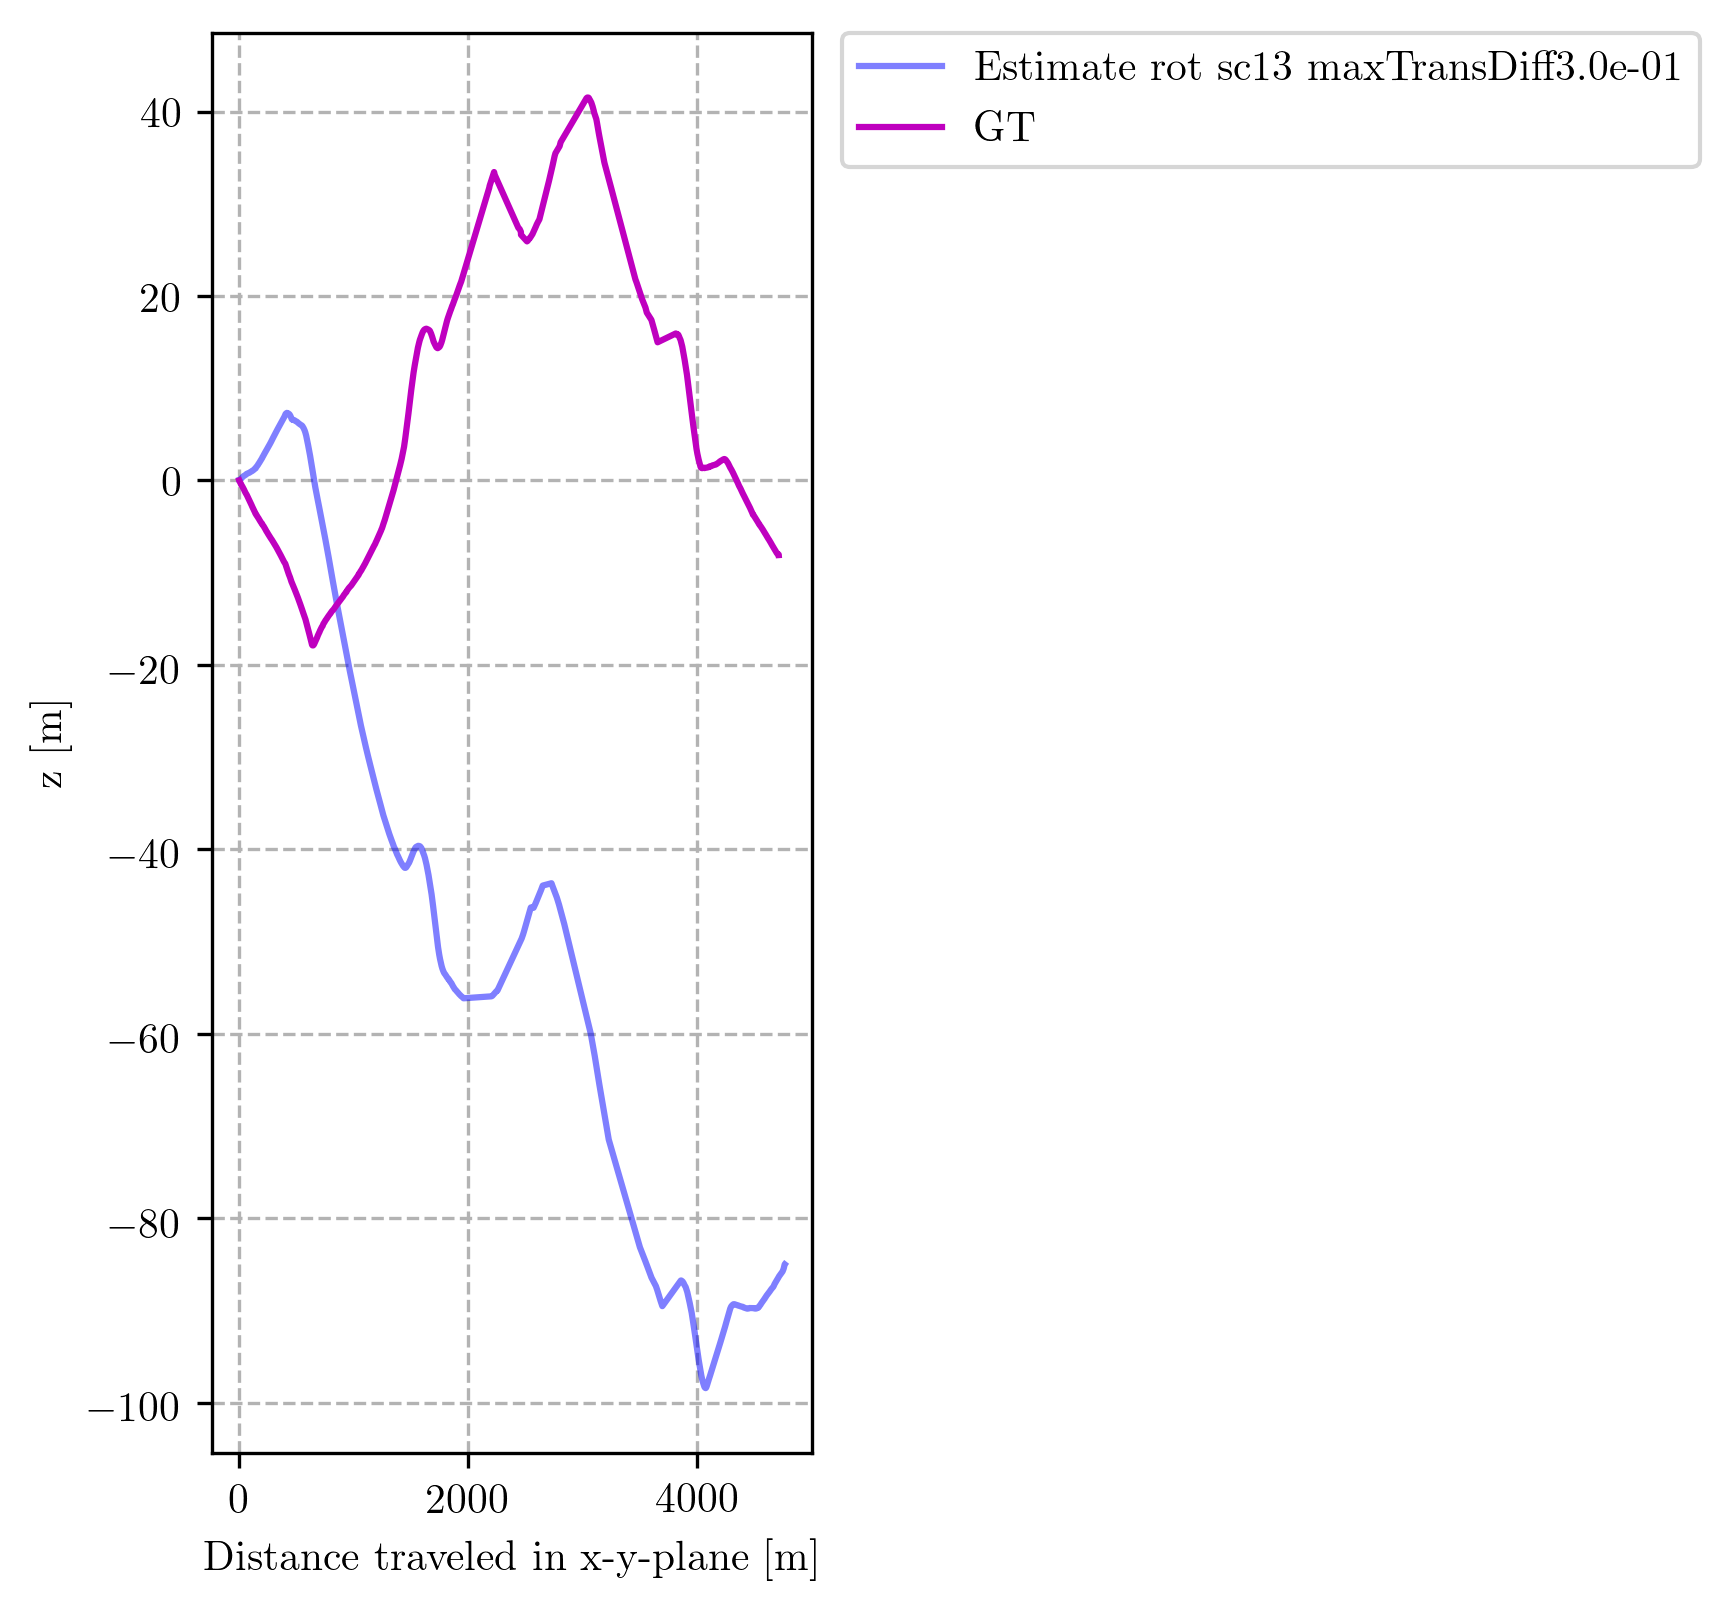 Estimate rot sc13 maxTransDiff3.0e-01
GT
40
20
0
−20
−40
−60
−80
−100
z [m]
0 2000 4000
Distance traveled in x-y-plane [m]